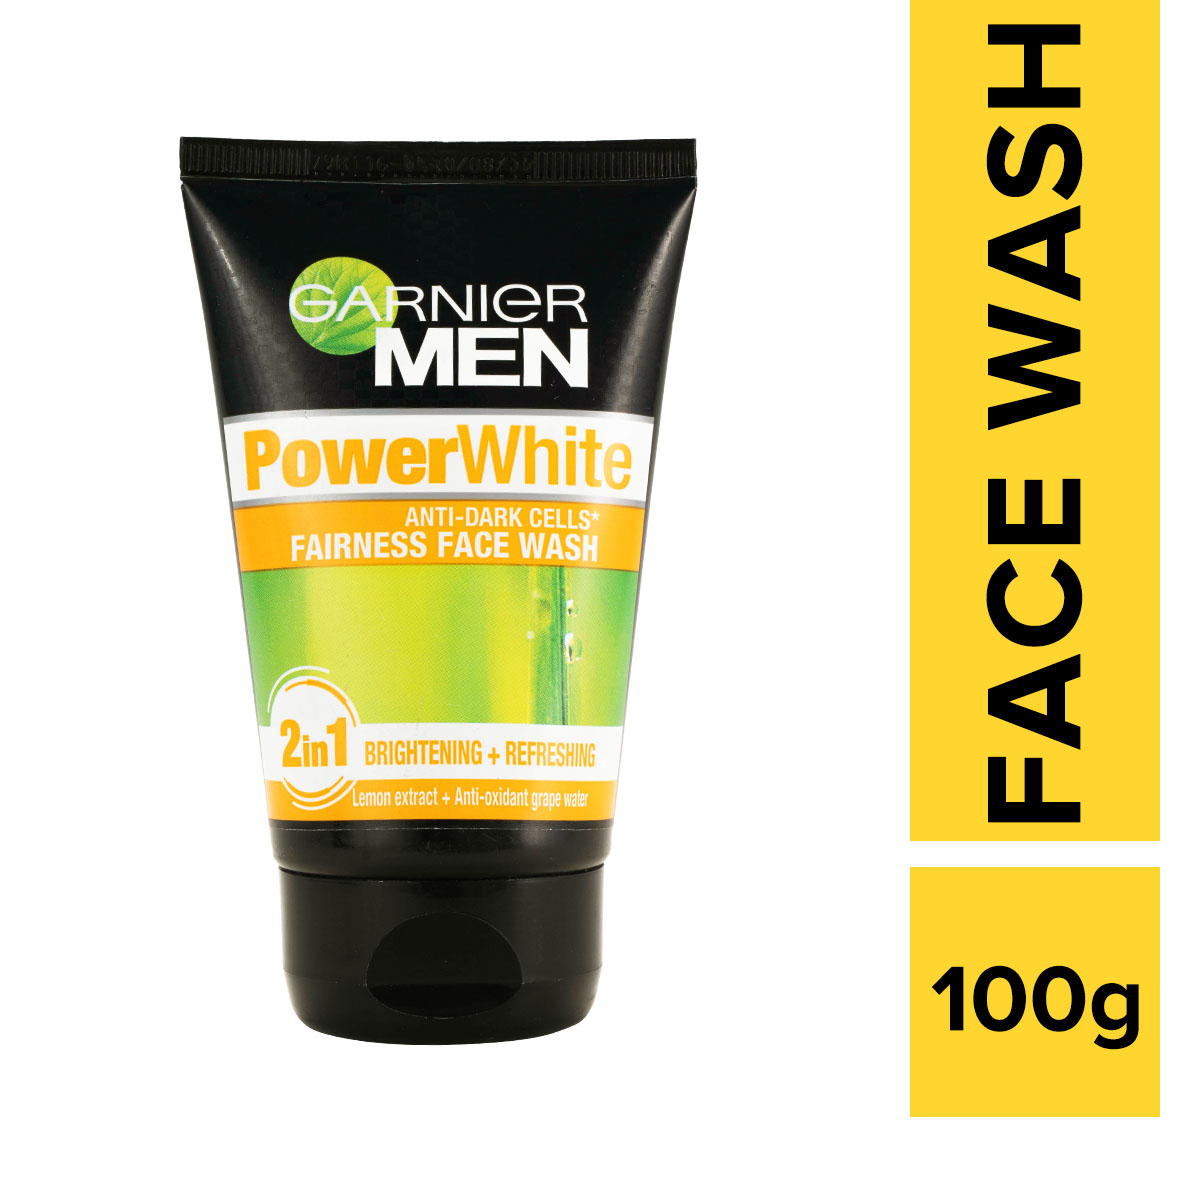 GARNIER
MEN
PowerWhite
ANTI-DARK CELLS*
FAIRNESS FACE WASH
2in1
BRIGHTENING + REFRESHING
Lemon extract + Anti-oxidant grape water
FACE WASH
100g